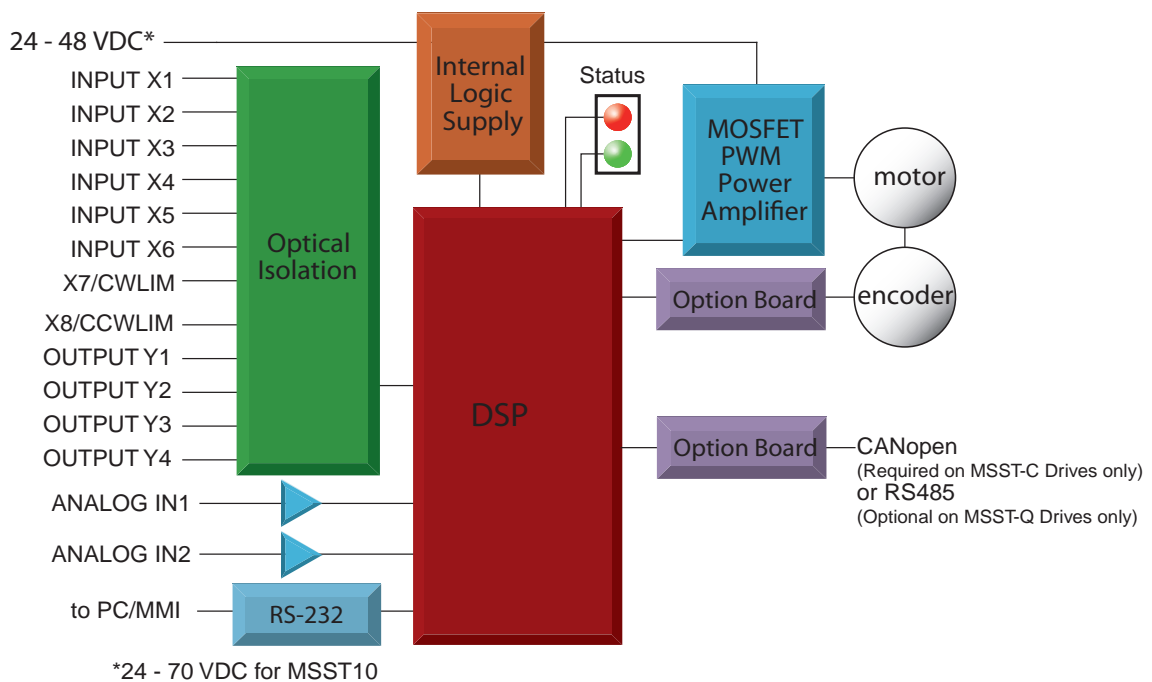 24 - 48 VDC*
INPUT X1
INPUT X2
INPUT X3
INPUT X4
INPUT X5
INPUT X6
X7/CWLIM
X8/CCWLIM
OUTPUT Y1
OUTPUT Y2
OUTPUT Y3
OUTPUT Y4
ANALOG IN1
ANALOG IN2
to PC/MMI
Optical
Isolation
RS-232
Internal
Logic
Supply
Status
DSP
MOSFET
PWM
Power
Amplifier
motor
Option Board
encoder
Option Board
CANopen
(Required on MSST-C Drives only)
or RS485
(Optional on MSST-Q Drives only)
*24 - 70 VDC for MSST10